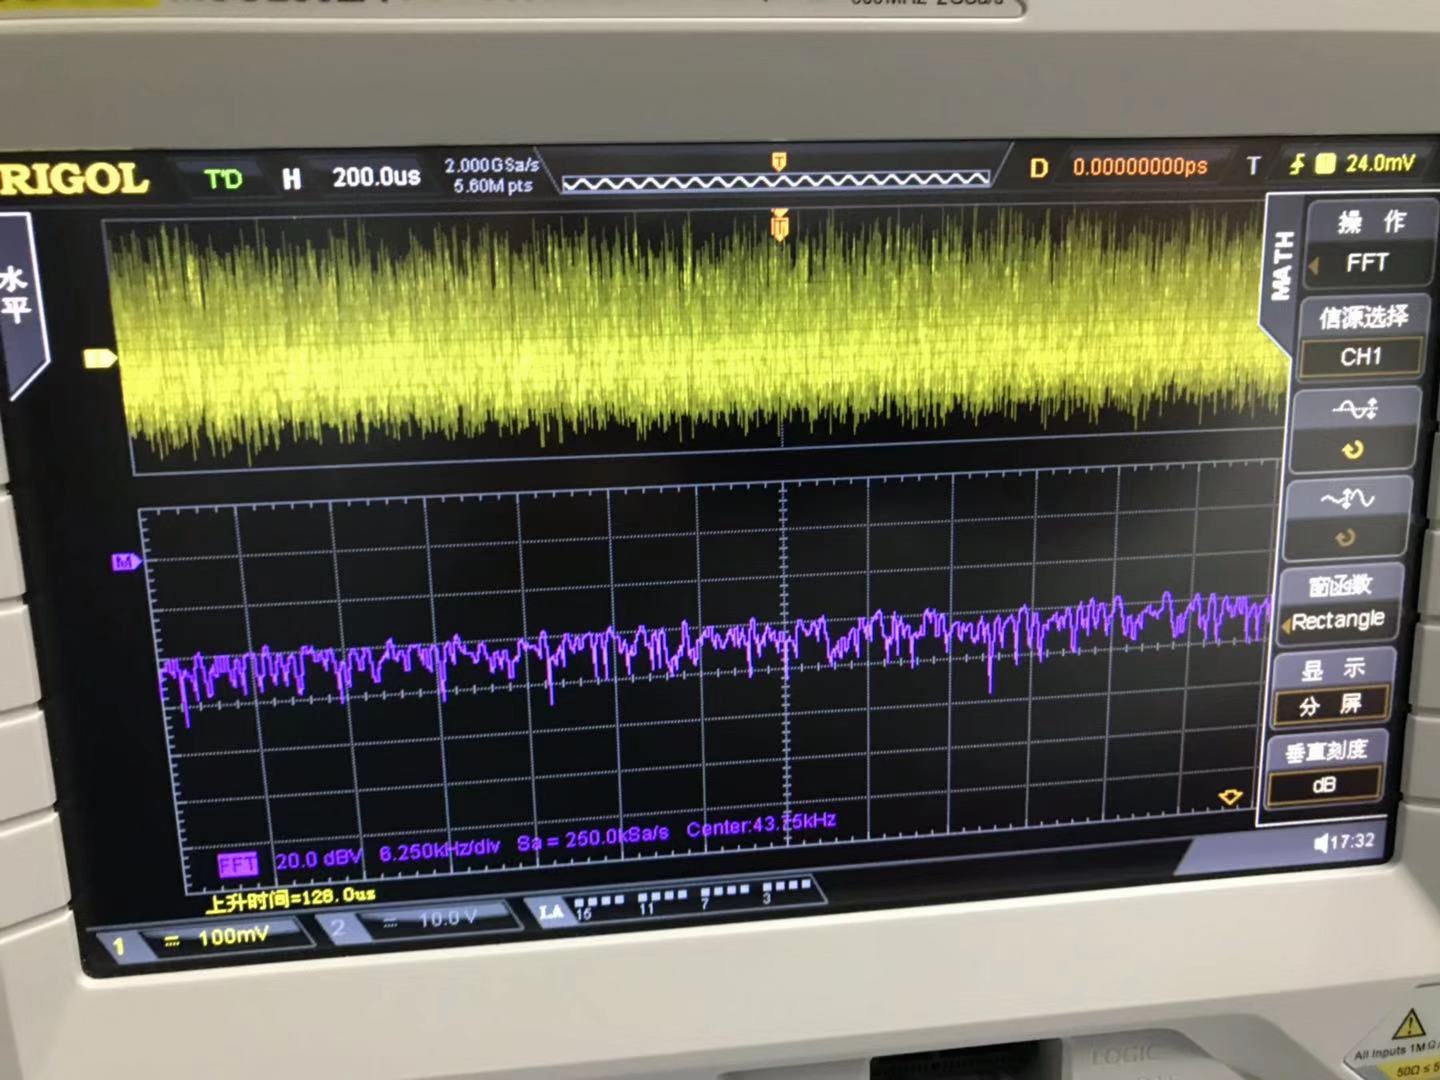 RIGOL T'D H 200.0us 2.000GSa/s D 0.00000000ps T 24.0mV
5.60M pts
T
水
平
MATH
操 作
FFT
信源选择
CH1
窗函数
Rectangle
显 示
分 屏
垂直刻度
dB
1
T
M
FFT 20.0 dBV 6.250kHz/div Sa = 250.0kSa/s Center:43.75kHz
上升时间=128.0us
1 100mV 2 10.0 V LA 15 11 7 3
17:32
LOGIC
All Inputs 1MΩ
50Ω ≤ 5